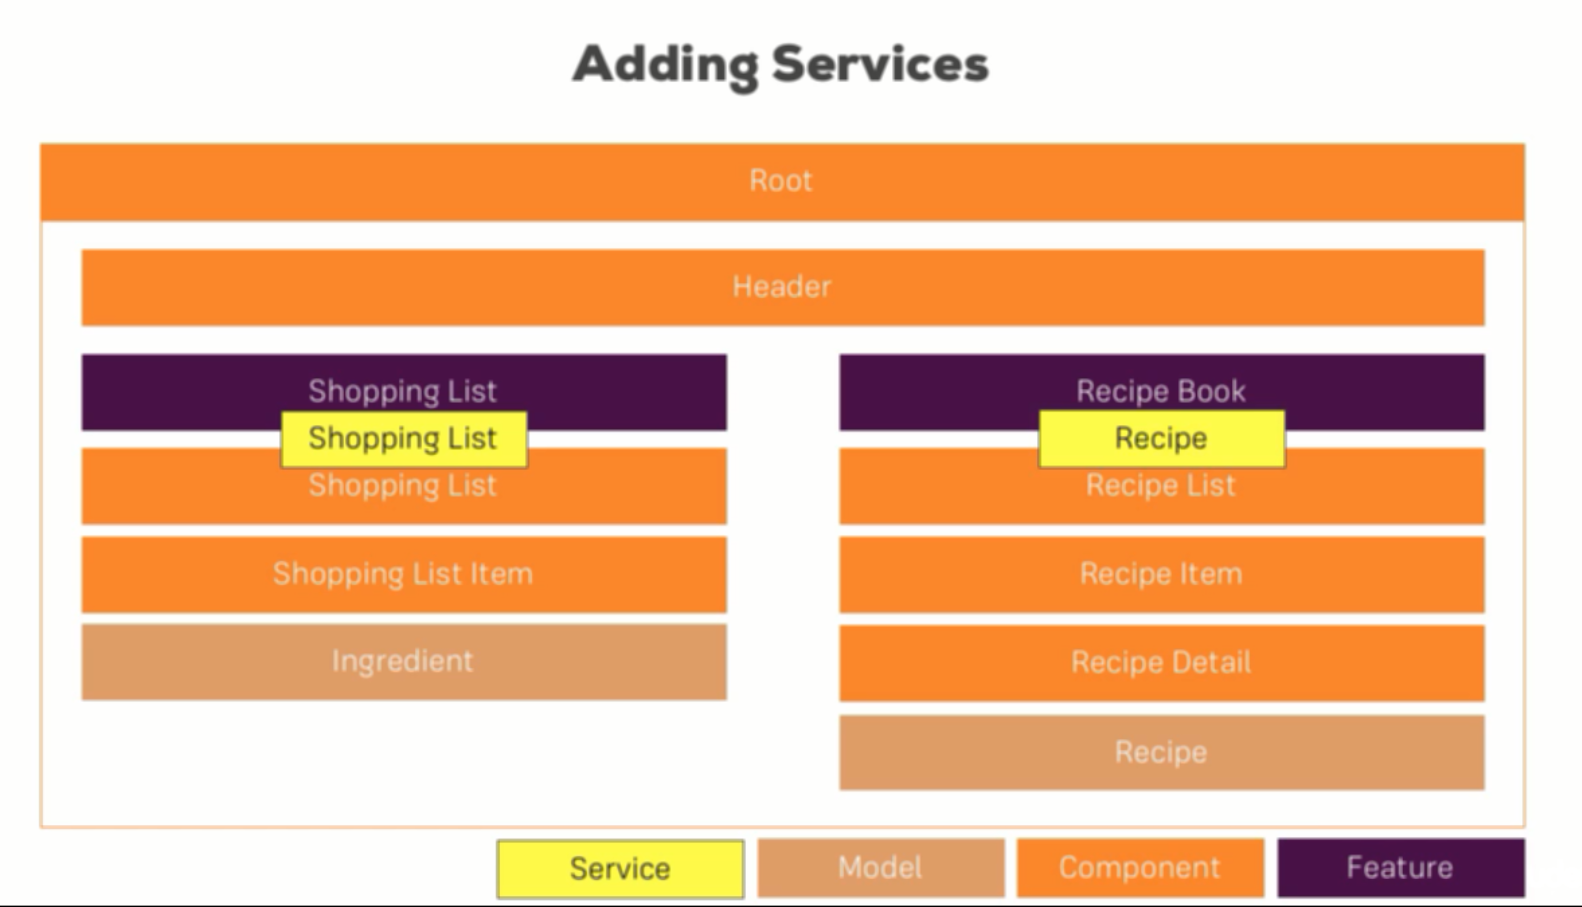 Adding Services
Root
Header
Shopping List
Shopping List
Shopping List
Shopping List Item
Ingredient
Recipe Book
Recipe
Recipe List
Recipe Item
Recipe Detail
Recipe
Service
Model
Component
Feature